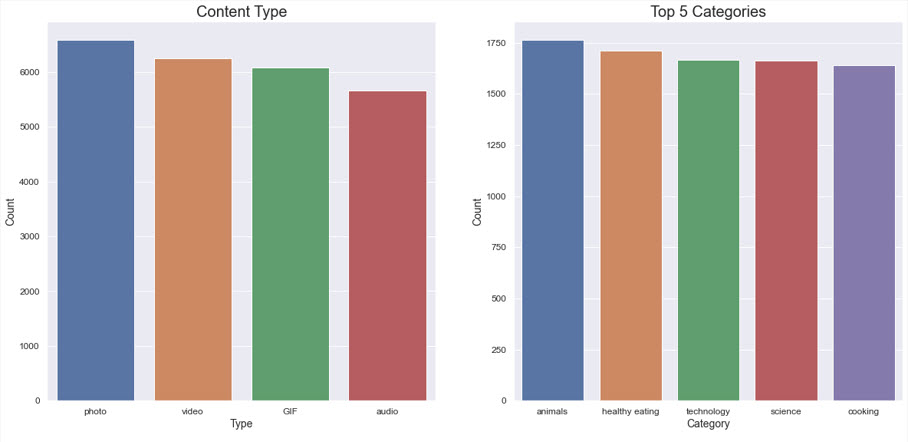 Content Type
Count
6000
5000
4000
3000
2000
1000
0
photo video GIF audio
Type
Top 5 Categories
Count
1750
1500
1250
1000
750
500
250
0
animals healthy eating technology science cooking
Category